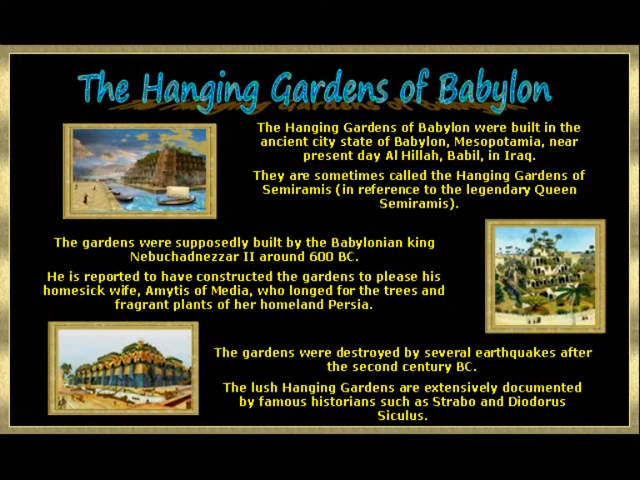 The Hanging Gardens of Babylon
The Hanging Gardens of Babylon were built in the
ancient city state of Babylon, Mesopotamia, near
present day Al Hillah, Babil, in Iraq.
They are sometimes called the Hanging Gardens of
Semiramis (in reference to the legendary Queen
Semiramis).
The gardens were supposedly built by the Babylonian king
Nebuchadnezzar II around 600 BC.
He is reported to have constructed the gardens to please his
homesick wife, Amytis of Media, who longed for the trees and
fragrant plants of her homeland Persia.
The gardens were destroyed by several earthquakes after
the second century BC.
The lush Hanging Gardens are extensively documented
by famous historians such as Strabo and Diodorus
Siculus.